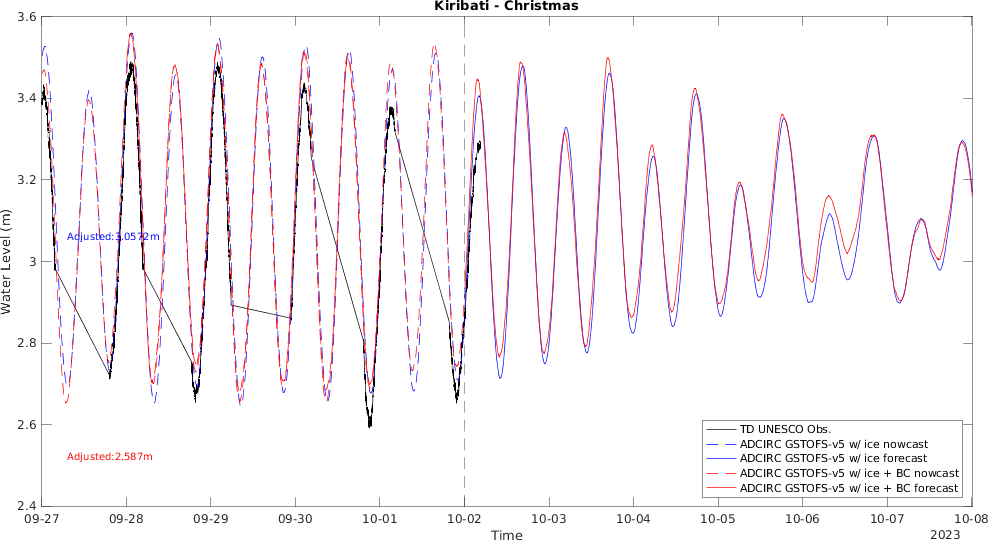 Kiribati - Christmas
3.6
3.4
3.2
3
2.8
2.6
2.4
Water Level (m)
Adjusted:3.0572m
Adjusted:2.587m
TD UNESCO Obs.
ADCIRC GSTOFS-v5 w/ ice nowcast
ADCIRC GSTOFS-v5 w/ ice forecast
ADCIRC GSTOFS-v5 w/ ice + BC nowcast
ADCIRC GSTOFS-v5 w/ ice + BC forecast
09-27 09-28 09-29 09-30 10-01 10-02 10-03 10-04 10-05 10-06 10-07 10-08
Time
2023